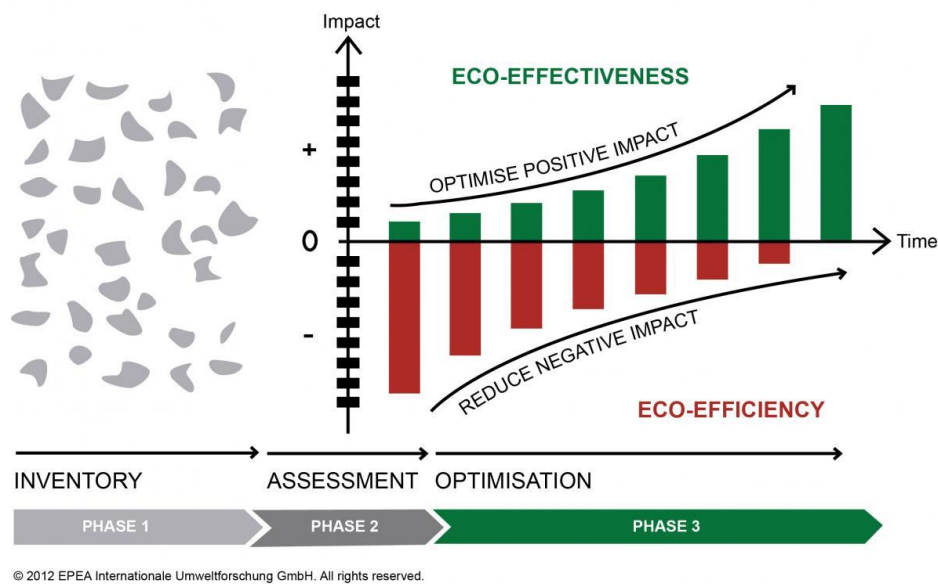 Impact
ECO-EFFECTIVENESS
OPTIMISE POSITIVE IMPACT
+
0
Time
-
REDUCE NEGATIVE IMPACT
ECO-EFFICIENCY
INVENTORY
ASSESSMENT
OPTIMISATION
PHASE 1
PHASE 2
PHASE 3
© 2012 EPEA Internationale Umweltforschung GmbH. All rights reserved.